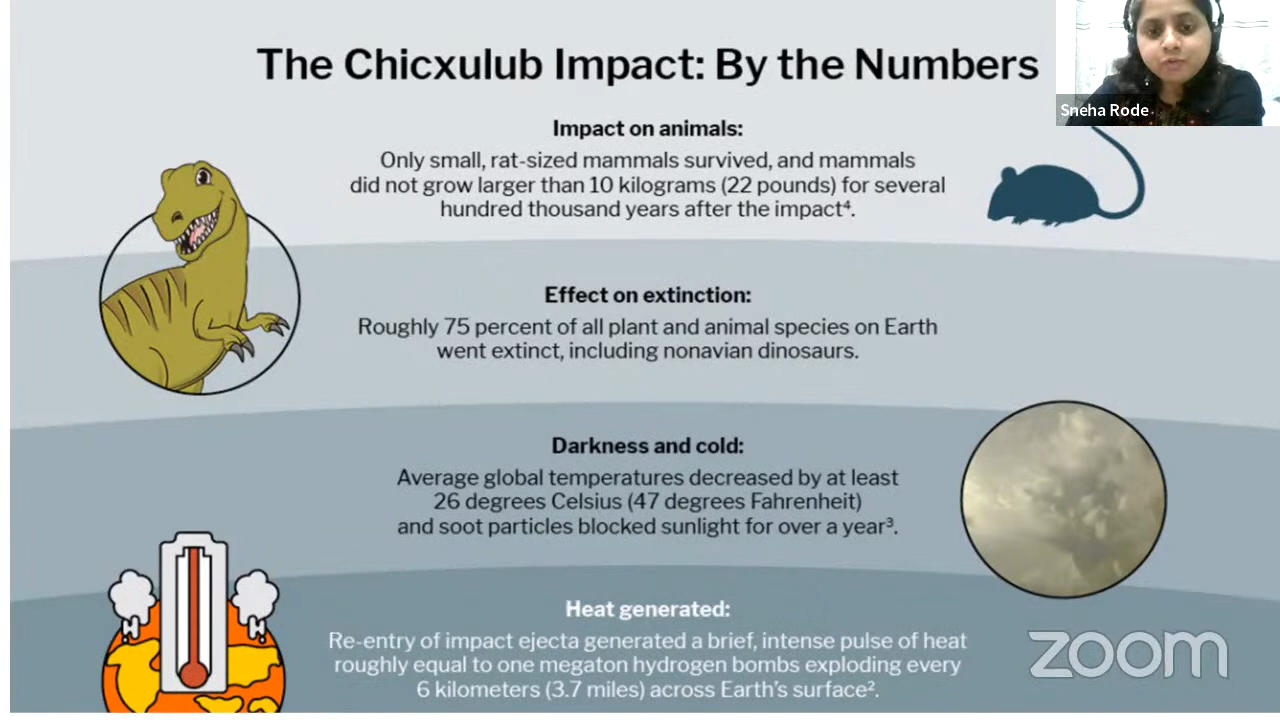 The Chicxulub Impact: By the Numbers
Sneha Rode
Impact on animals:
Only small, rat-sized mammals survived, and mammals
did not grow larger than 10 kilograms (22 pounds) for several
hundred thousand years after the impact⁴.
Effect on extinction:
Roughly 75 percent of all plant and animal species on Earth
went extinct, including nonavian dinosaurs.
Darkness and cold:
Average global temperatures decreased by at least
26 degrees Celsius (47 degrees Fahrenheit)
and soot particles blocked sunlight for over a year³.
Heat generated:
Re-entry of impact ejecta generated a brief, intense pulse of heat
roughly equal to one megaton hydrogen bombs exploding every
6 kilometers (3.7 miles) across Earth's surface².
zoom